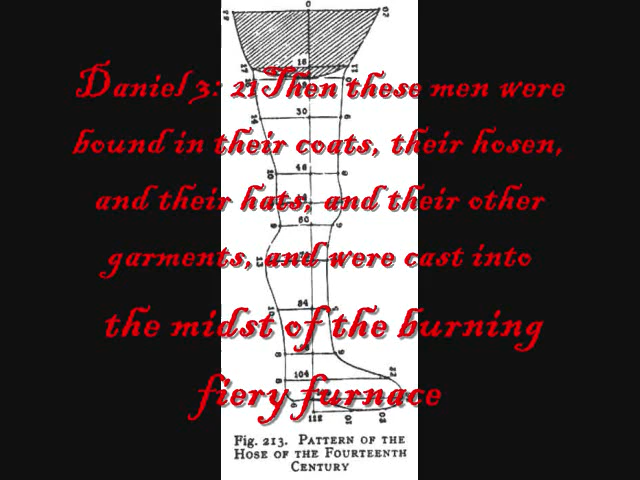 Daniel 3: 21Then these men were
bound in their coats, their hosen,
and their hats, and their other
garments, and were cast into
the midst of the burning
fiery furnace
Fig. 213. Pattern of the
Hose of the Fourteenth
Century